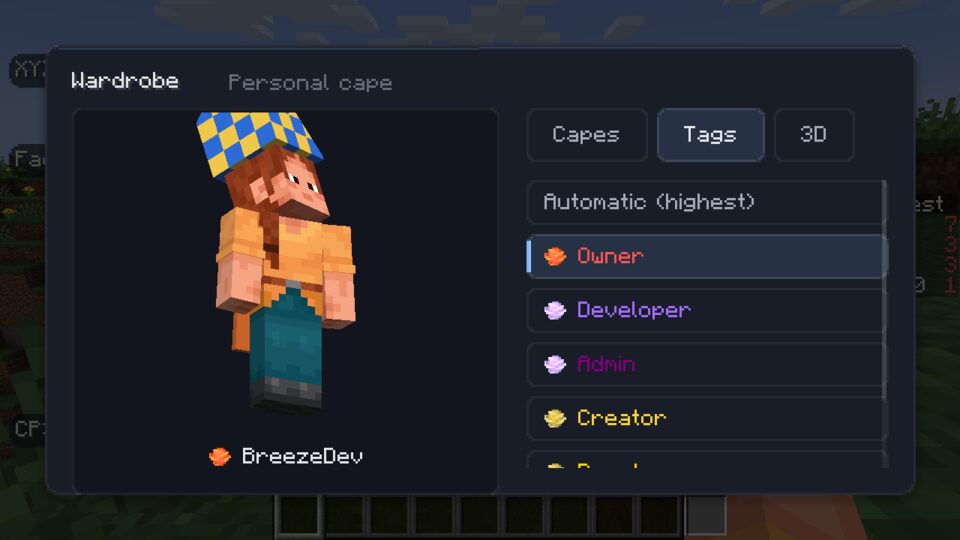 Wardrobe Personal cape
Capes Tags 3D
Automatic (highest)
Owner
Developer
Admin
Creator
BreezeDev